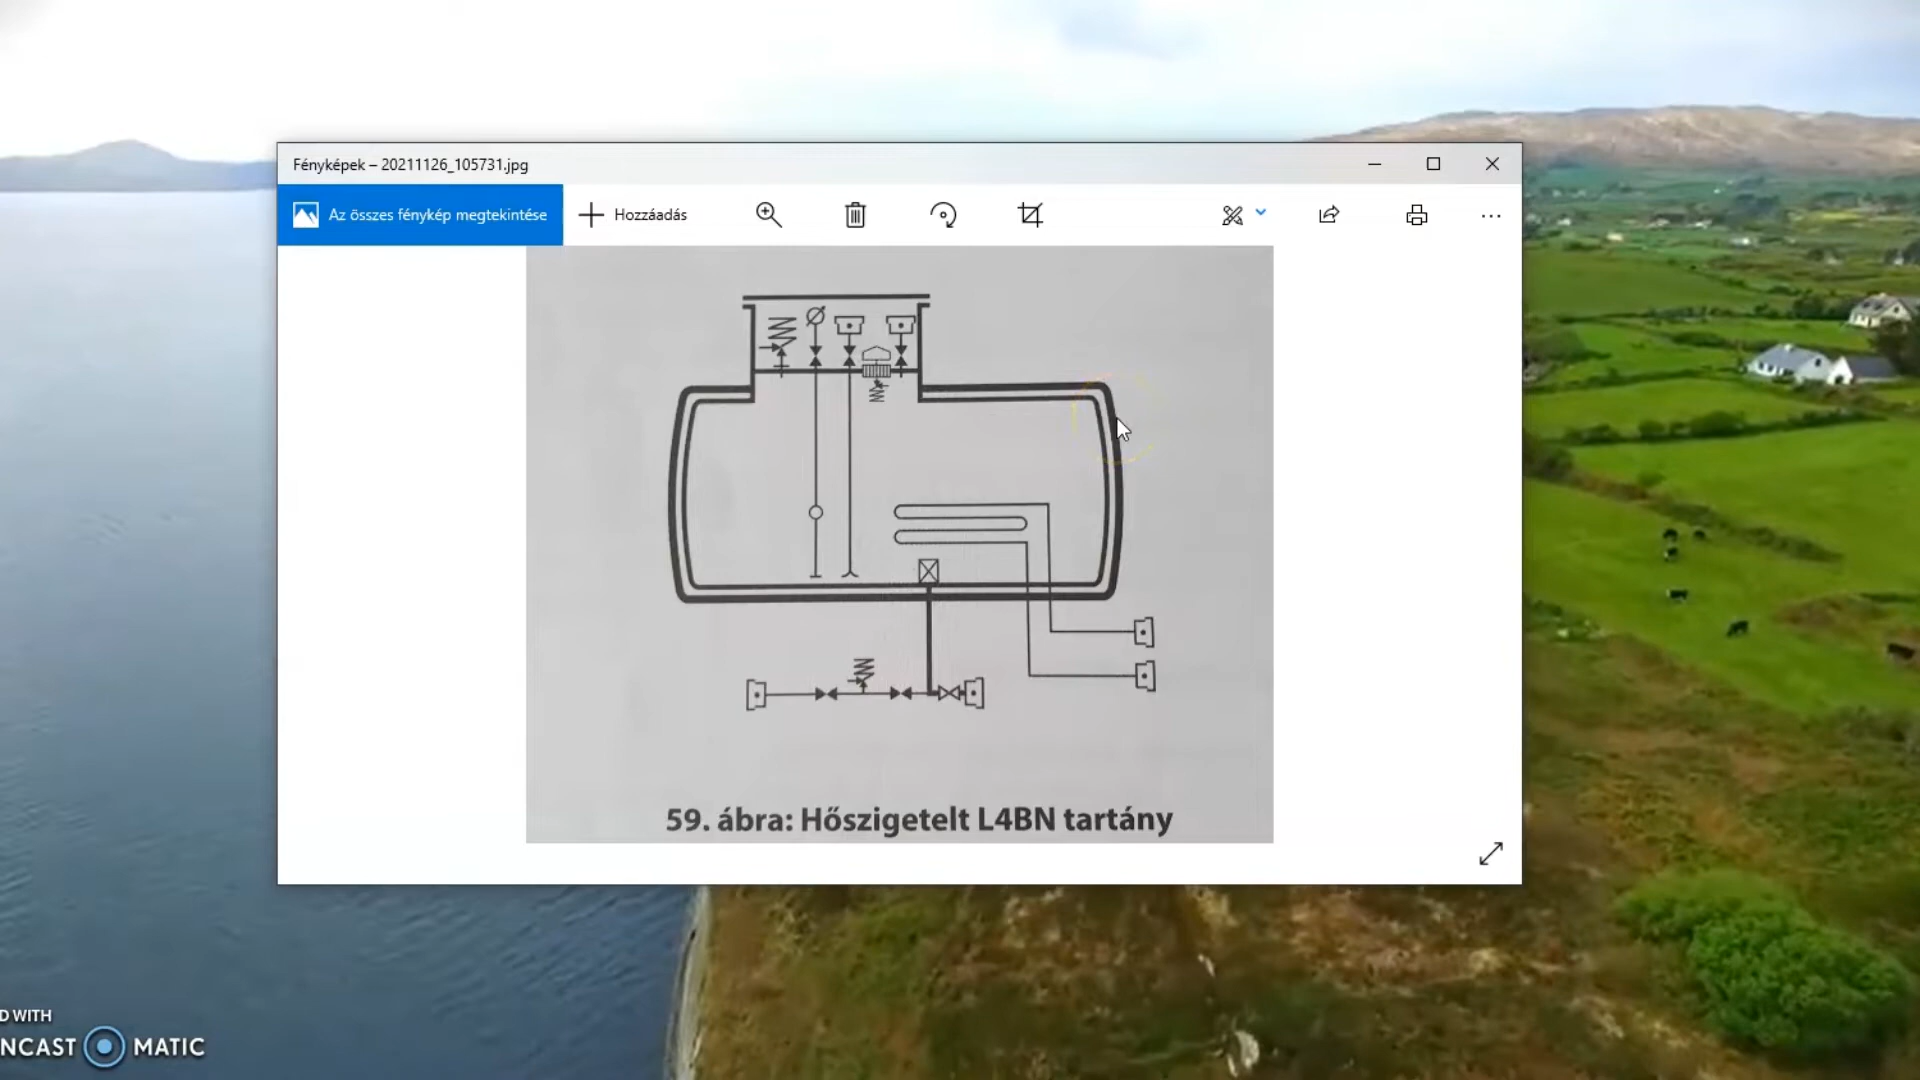 Fényképek – 20211126_105731.jpg
Az összes fénykép megtekintése
Hozzáadás
59. ábra: Hőszigetelt L4BN tartány
D WITH
NCAST MATIC